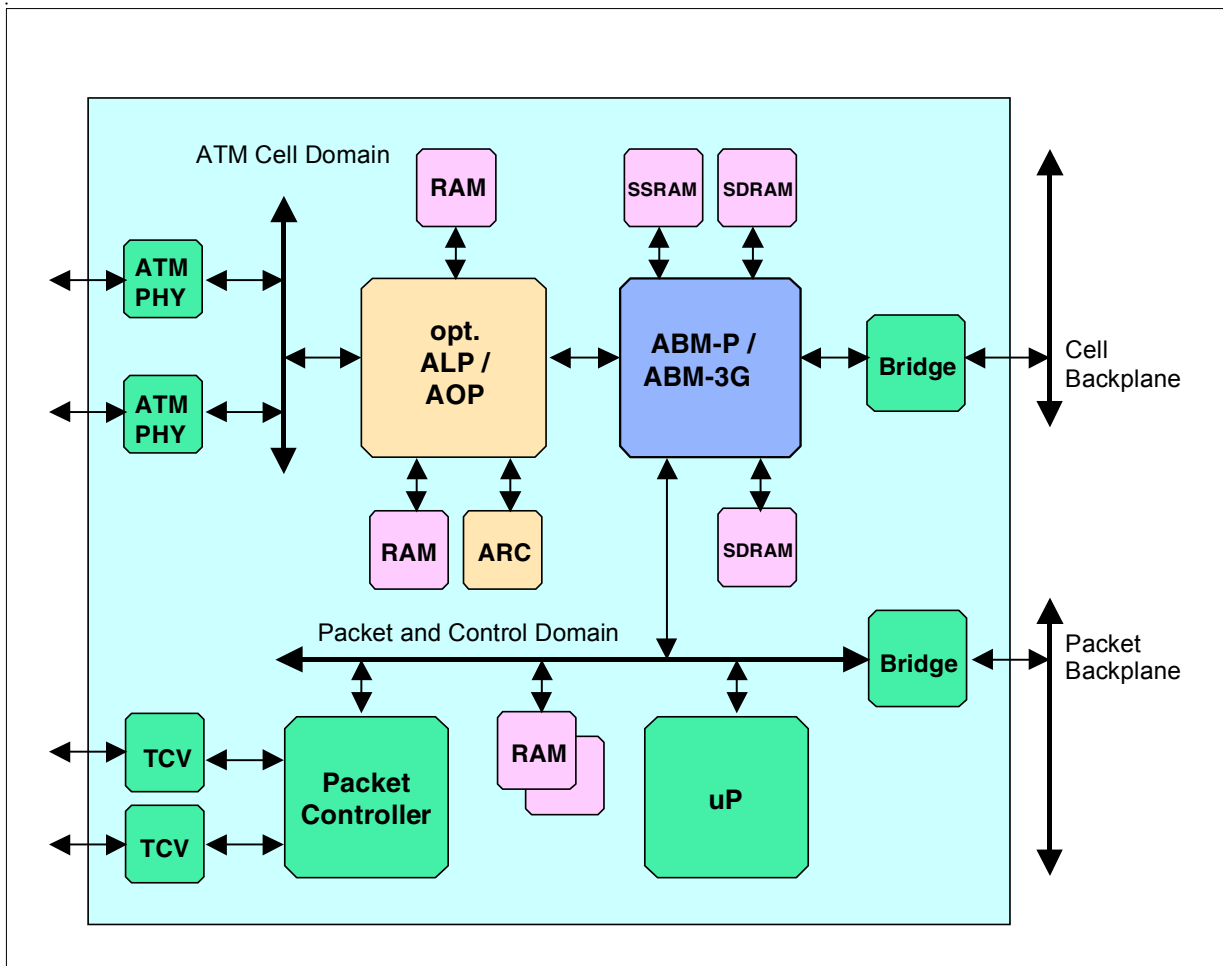 ATM Cell Domain
RAM
SSRAM
SDRAM
ATM
PHY
opt.
ALP /
AOP
ABM-P /
ABM-3G
Bridge
Cell
Backplane
ATM
PHY
RAM
ARC
SDRAM
Packet and Control Domain
Bridge
Packet
Backplane
TCV
Packet
Controller
RAM
uP
TCV